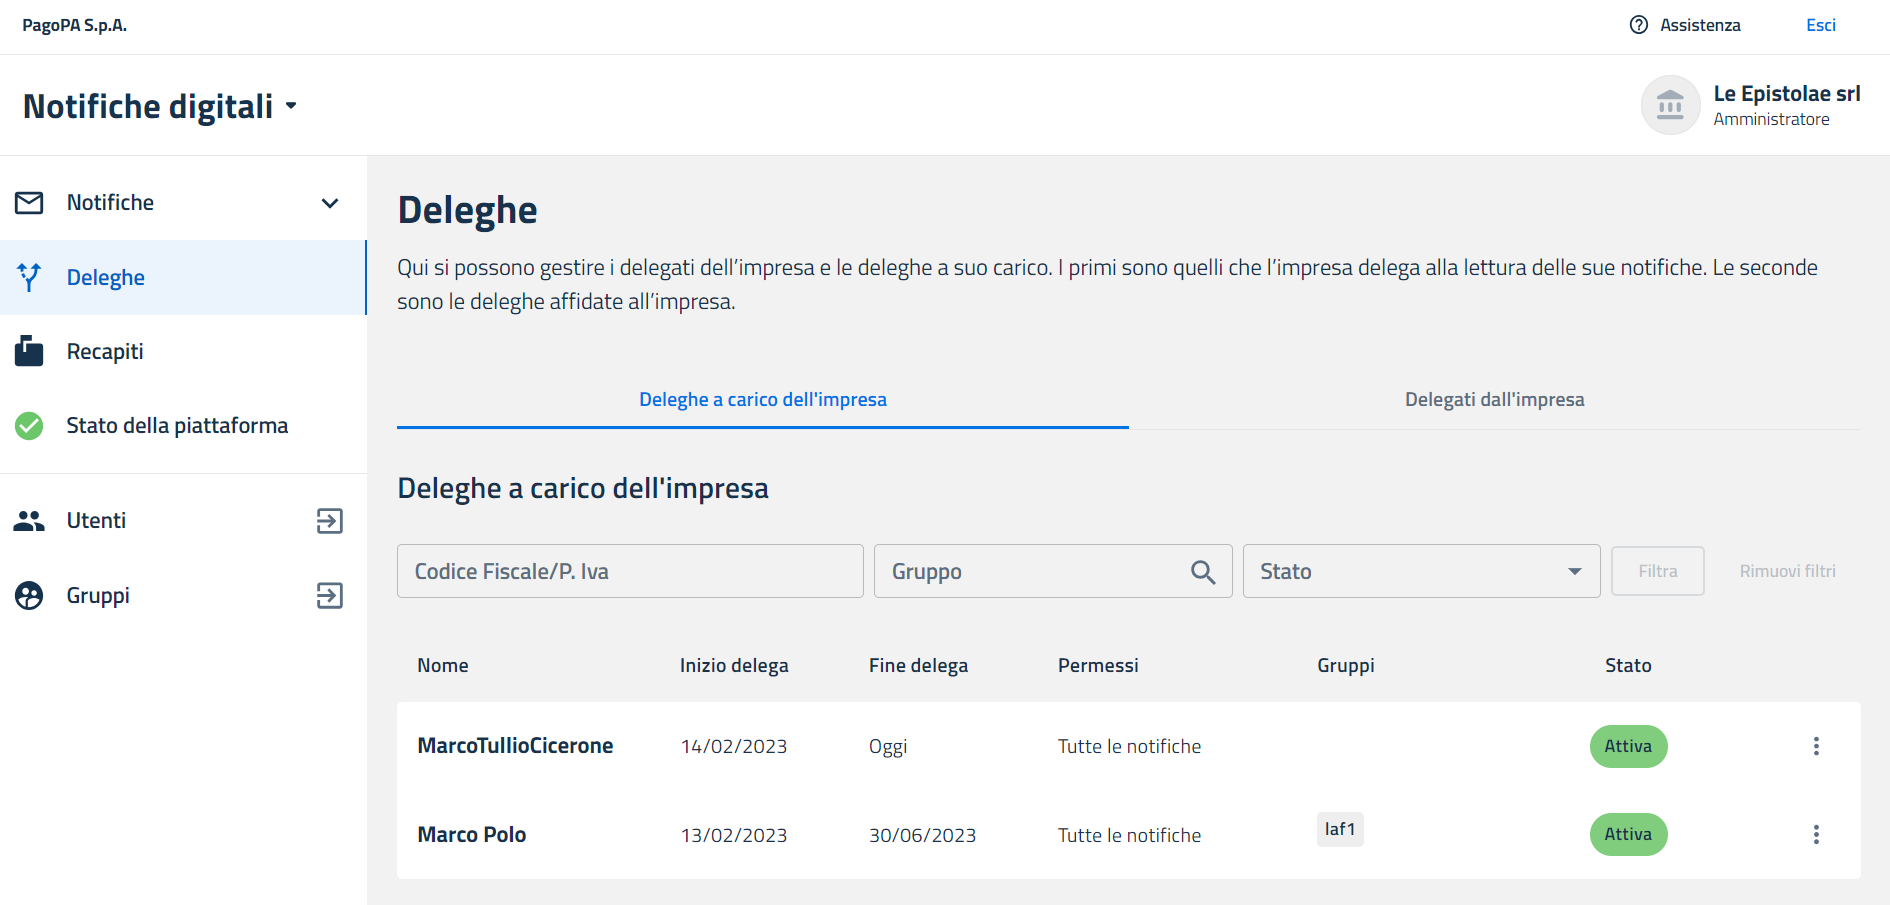 PagoPA S.p.A.
Assistenza
Esci
Notifiche digitali
Le Epistolae srl
Amministratore
Notifiche
Deleghe
Recapiti
Stato della piattaforma
Utenti
Gruppi
Deleghe
Qui si possono gestire i delegati dell’impresa e le deleghe a suo carico. I primi sono quelli che l’impresa delega alla lettura delle sue notifiche. Le seconde
sono le deleghe affidate all’impresa.
Deleghe a carico dell'impresa
Delegati dall'impresa
Deleghe a carico dell'impresa
Codice Fiscale/P. Iva
Gruppo
Stato
Filtra
Rimuovi filtri
Nome Inizio delega Fine delega Permessi Gruppi Stato
MarcoTullioCicerone 14/02/2023 Oggi Tutte le notifiche Attiva
Marco Polo 13/02/2023 30/06/2023 Tutte le notifiche laf1 Attiva